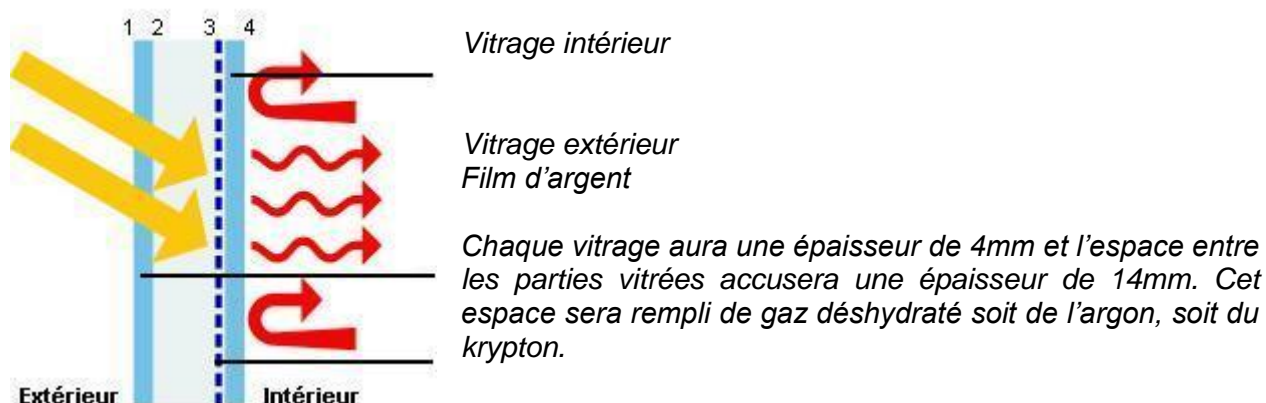 1 2 3 4
Vitrage intérieur
Vitrage extérieur
Film d’argent
Chaque vitrage aura une épaisseur de 4mm et l’espace entre
les parties vitrées accusera une épaisseur de 14mm. Cet
espace sera rempli de gaz déshydraté soit de l’argon, soit du
krypton.
Extérieur
Intérieur